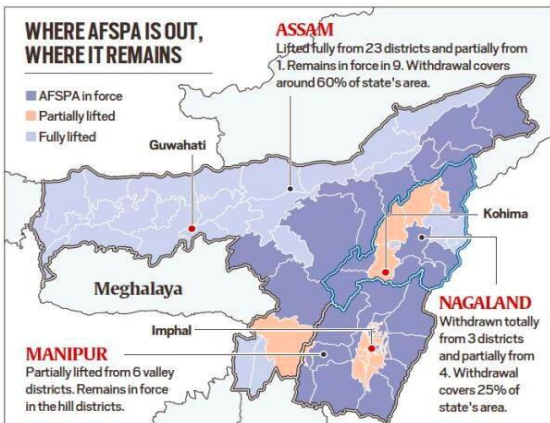 WHERE AFSPA IS OUT,
WHERE IT REMAINS
AFSPA in force
Partially lifted
Fully lifted
ASSAM
Lifted fully from 23 districts and partially from
1. Remains in force in 9. Withdrawal covers
around 60% of state's area.
Guwahati
Kohima
Meghalaya
Imphal
MANIPUR
Partially lifted from 6 valley
districts. Remains in force
in the hill districts.
NAGALAND
Withdrawn totally
from 3 districts
and partially from
4. Withdrawal
covers 25% of
state's area.